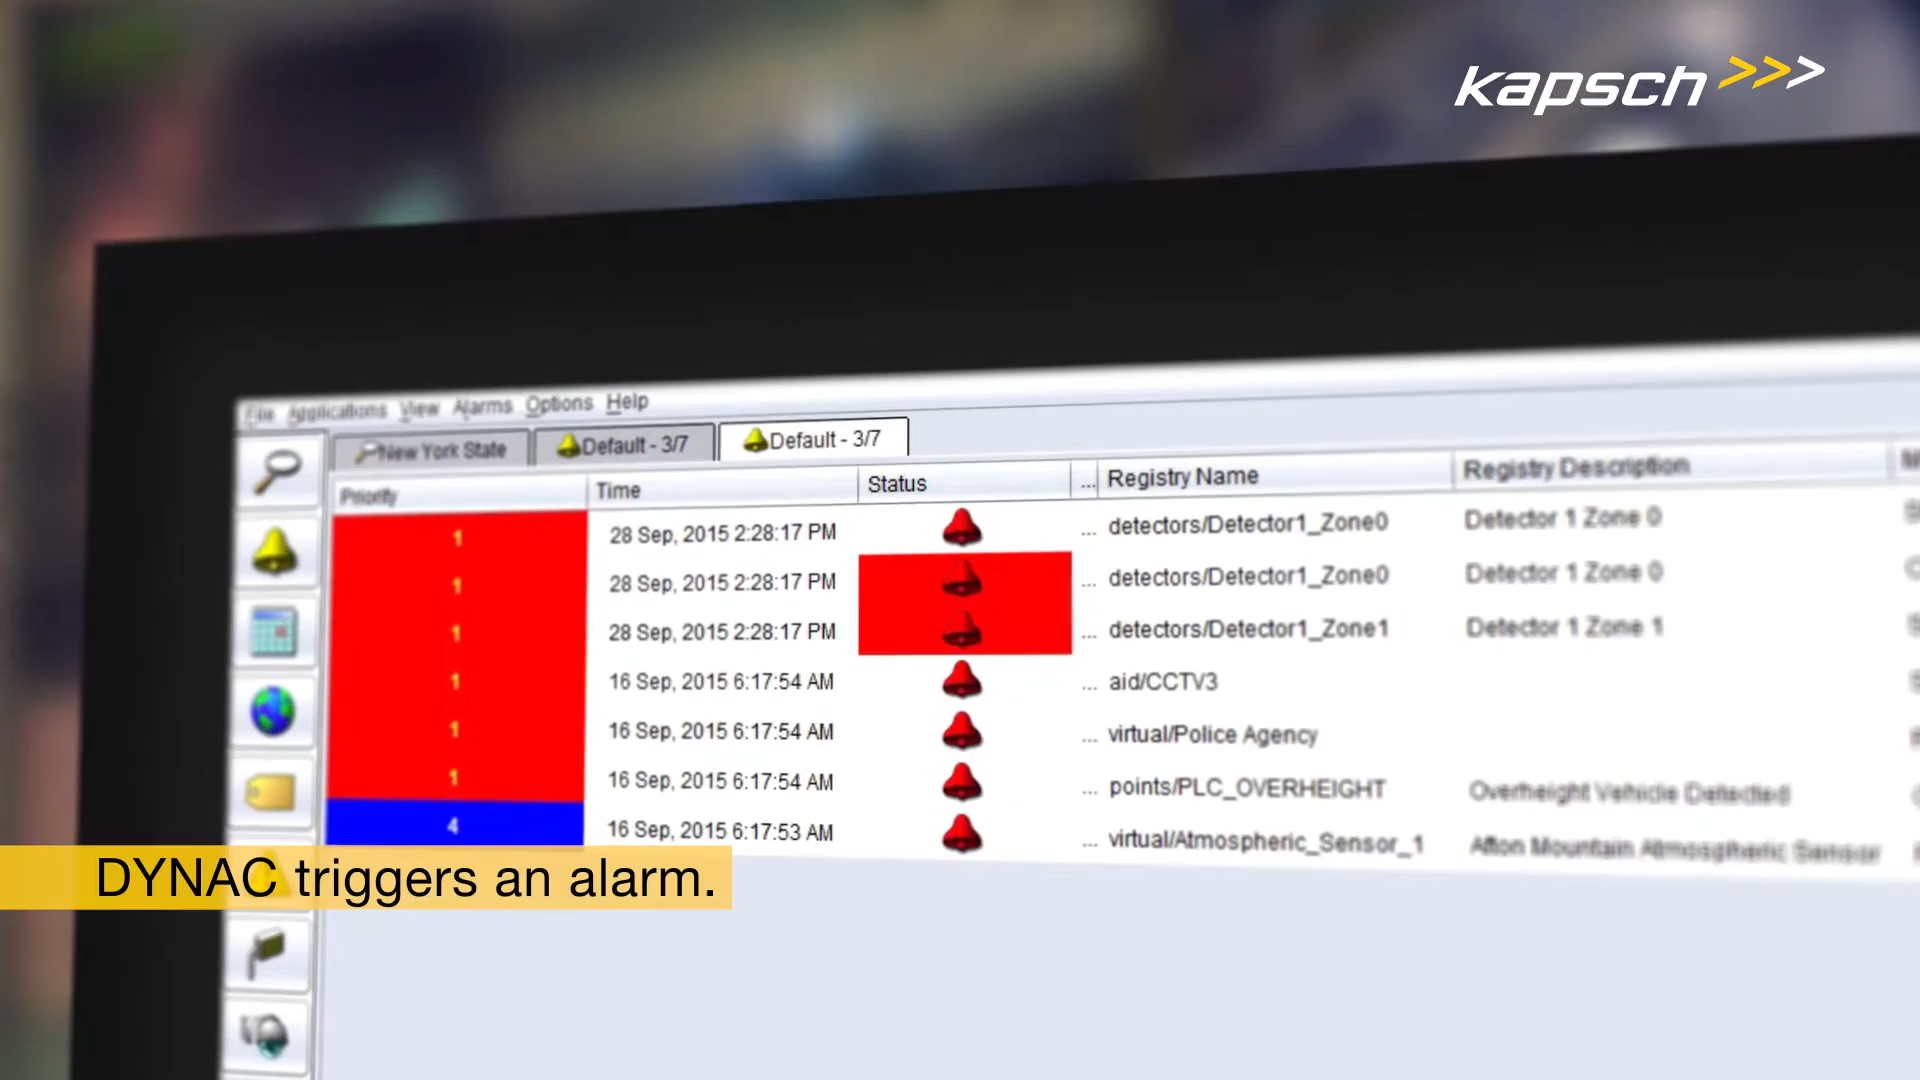 kapsch >>>
File Applications View Alarms Options Help
New York State Default - 3/7 Default - 3/7
Priority Time Status ... Registry Name Registry Description
1 28 Sep, 2015 2:28:17 PM ... detectors/Detector1_Zone0 Detector 1 Zone 0
1 28 Sep, 2015 2:28:17 PM ... detectors/Detector1_Zone0 Detector 1 Zone 0
1 28 Sep, 2015 2:28:17 PM ... detectors/Detector1_Zone1 Detector 1 Zone 1
1 16 Sep, 2015 6:17:54 AM ... aid/CCTV3
1 16 Sep, 2015 6:17:54 AM ... virtual/Police Agency
1 16 Sep, 2015 6:17:54 AM ... points/PLC_OVERHEIGHT Overheight Vehicle Detected
4 16 Sep, 2015 6:17:53 AM ... virtual/Atmospheric_Sensor_1 Afton Mountain Atmospheric Sensor
DYNAC triggers an alarm.